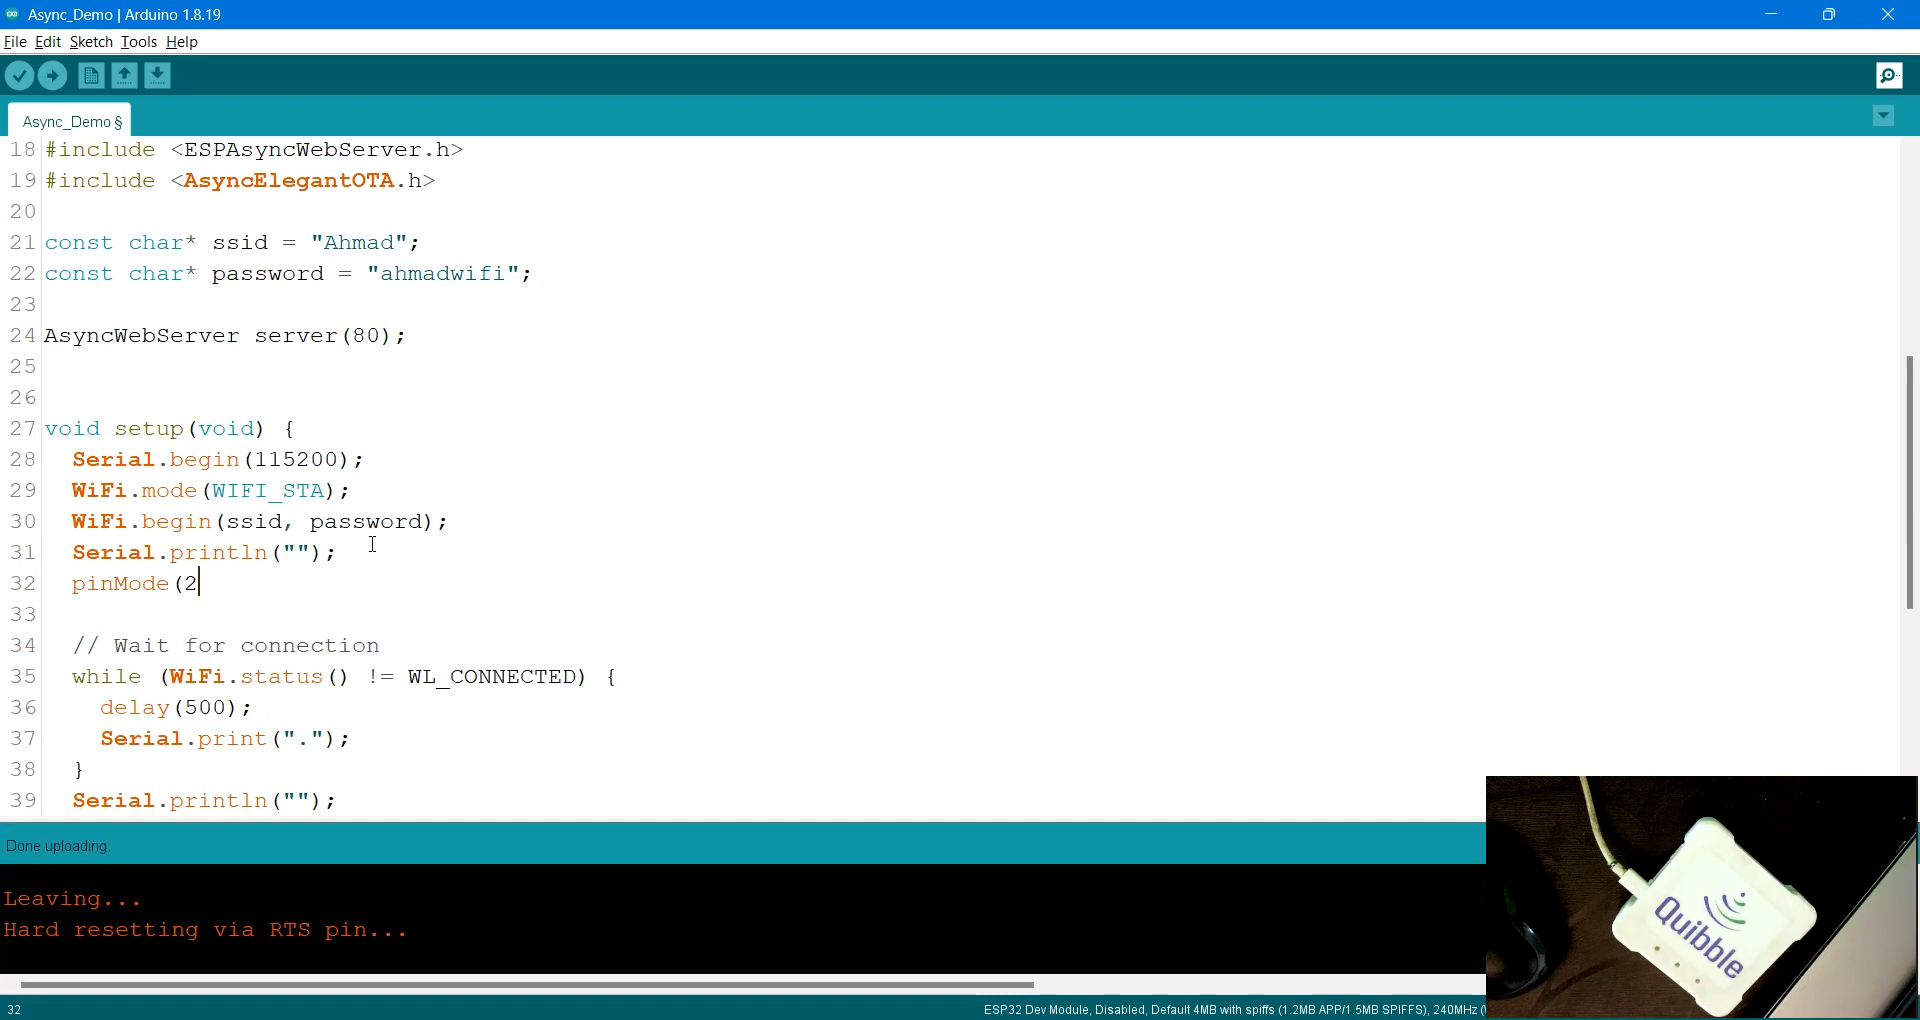 Async_Demo | Arduino 1.8.19
File Edit Sketch Tools Help
Async_Demo §
18 #include <ESPAsyncWebServer.h>
19 #include <AsyncElegantOTA.h>
20
21 const char* ssid = "Ahmad";
22 const char* password = "ahmadwifi";
23
24 AsyncWebServer server(80);
25
26
27 void setup(void) {
28 Serial.begin(115200);
29 WiFi.mode(WIFI_STA);
30 WiFi.begin(ssid, password);
31 Serial.println("");
32 pinMode(2
33
34 // Wait for connection
35 while (WiFi.status() != WL_CONNECTED) {
36 delay(500);
37 Serial.print(".");
38 }
39 Serial.println("");
Done uploading.
Leaving...
Hard resetting via RTS pin...
Quibble
32
ESP32 Dev Module, Disabled, Default 4MB with spiffs (1.2MB APP/1.5MB SPIFFS), 240MHz